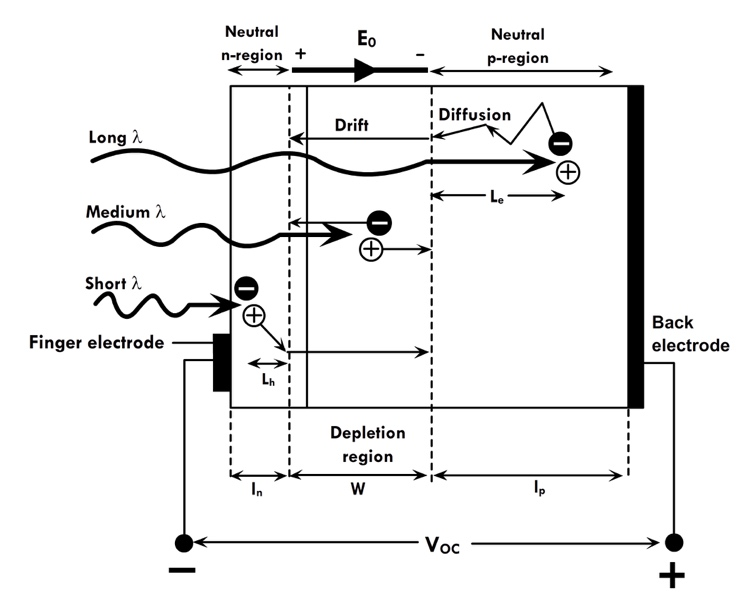 Neutral
n-region
+
E₀
−
Neutral
p-region
Drift
Diffusion
−
+
Long λ
Lₑ
Medium λ
−
+
Short λ
−
+
Finger electrode
Lₕ
Back
electrode
Depletion
region
lₙ
W
lₚ
V_OC
−
+